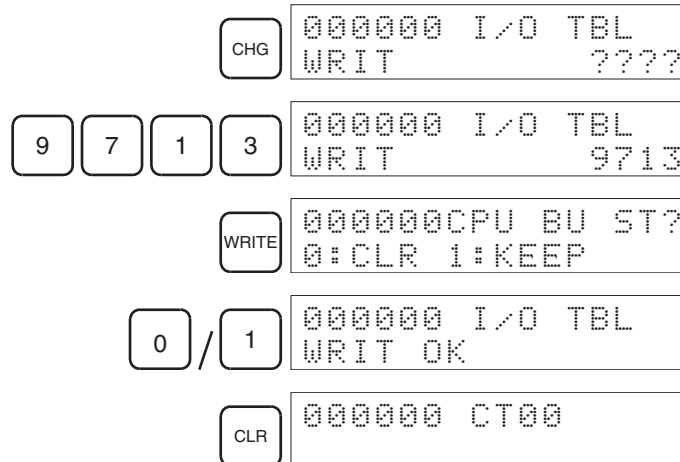 CHG
000000 I/O TBL
WRIT ????
9 7 1 3
000000 I/O TBL
WRIT 9713
WRITE
000000CPU BU ST?
0:CLR 1:KEEP
0 / 1
000000 I/O TBL
WRIT OK
CLR
000000 CT00